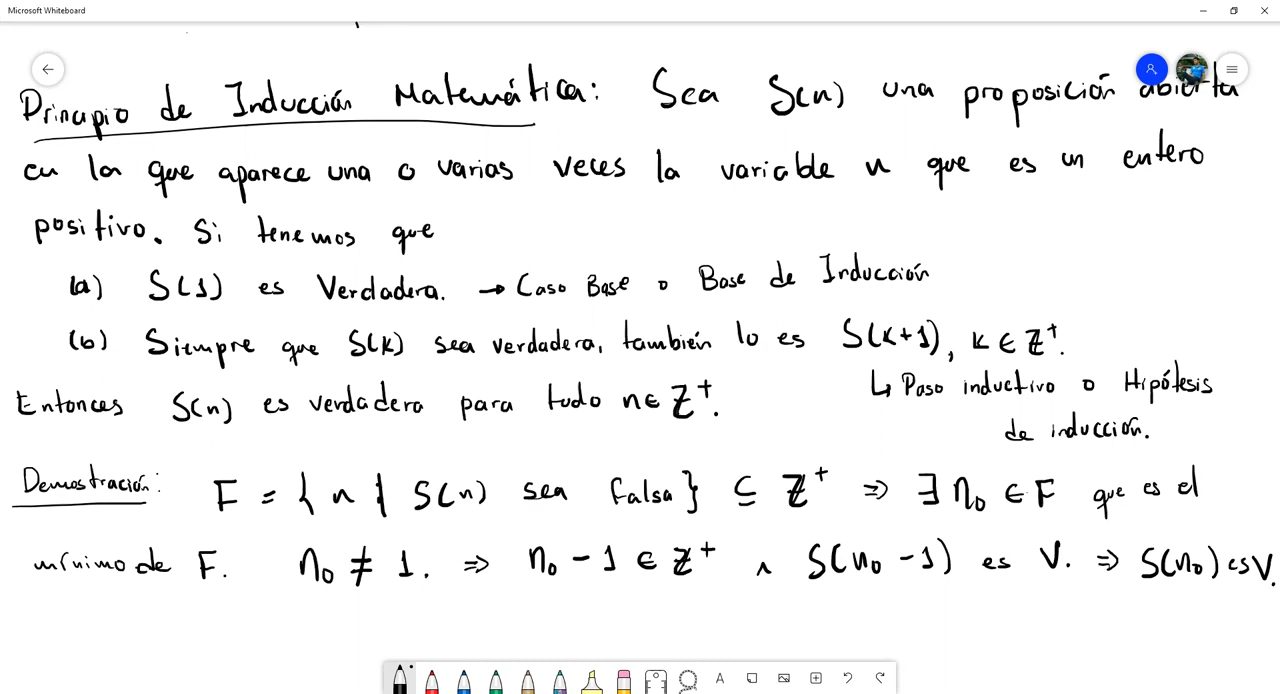 Microsoft Whiteboard
Principio de Inducción Matemática: Sea S(n) una proposición abierta
en la que aparece una o varias veces la variable n que es un entero
positivo. Si tenemos que
(a) S(1) es Verdadera. → Caso Base o Base de Inducción
(b) Siempre que S(k) sea verdadera, también lo es S(k+1), k ∈ Z⁺.
↳ Paso inductivo o Hipótesis
de inducción.
Entonces S(n) es verdadera para todo n ∈ Z⁺.
Demostración: F = { n | S(n) sea falsa } ⊆ Z⁺ ⇒ ∃ n₀ ∈ F que es el
mínimo de F. n₀ ≠ 1. ⇒ n₀ - 1 ∈ Z⁺ ∧ S(n₀ - 1) es V. ⇒ S(n₀) es V.